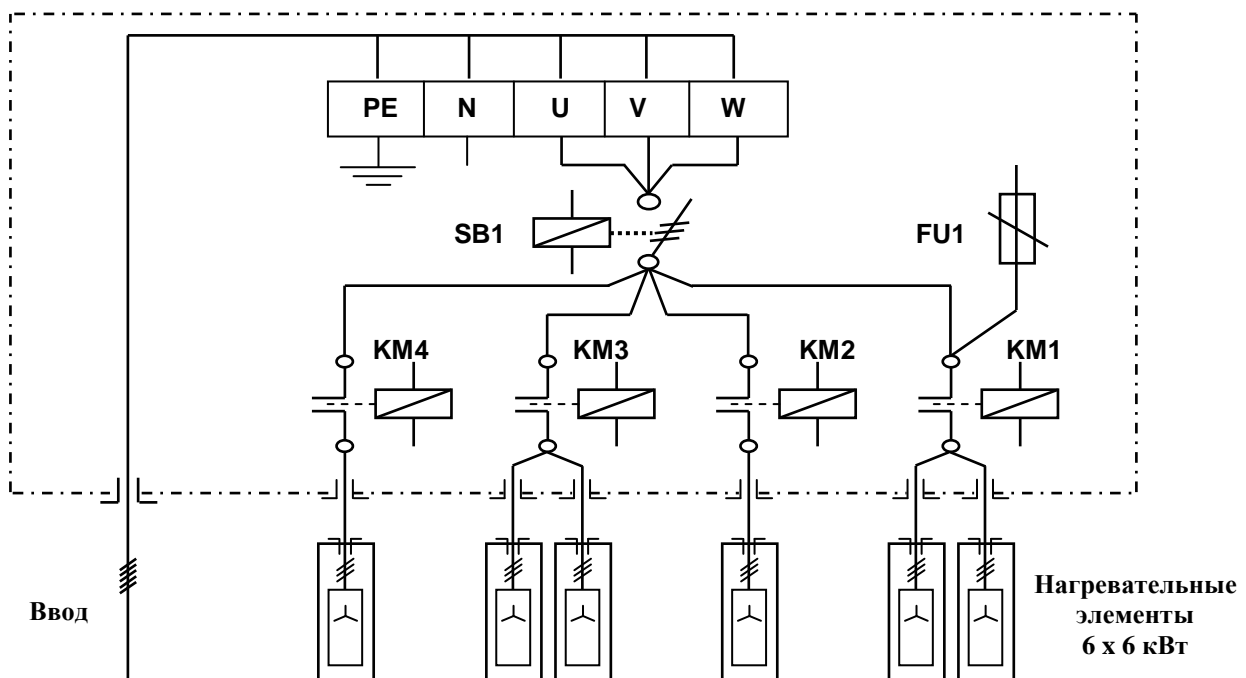 PE N U V W
SB1
FU1
KM4 KM3 KM2 KM1
Ввод
Нагревательные
элементы
6 x 6 кВт